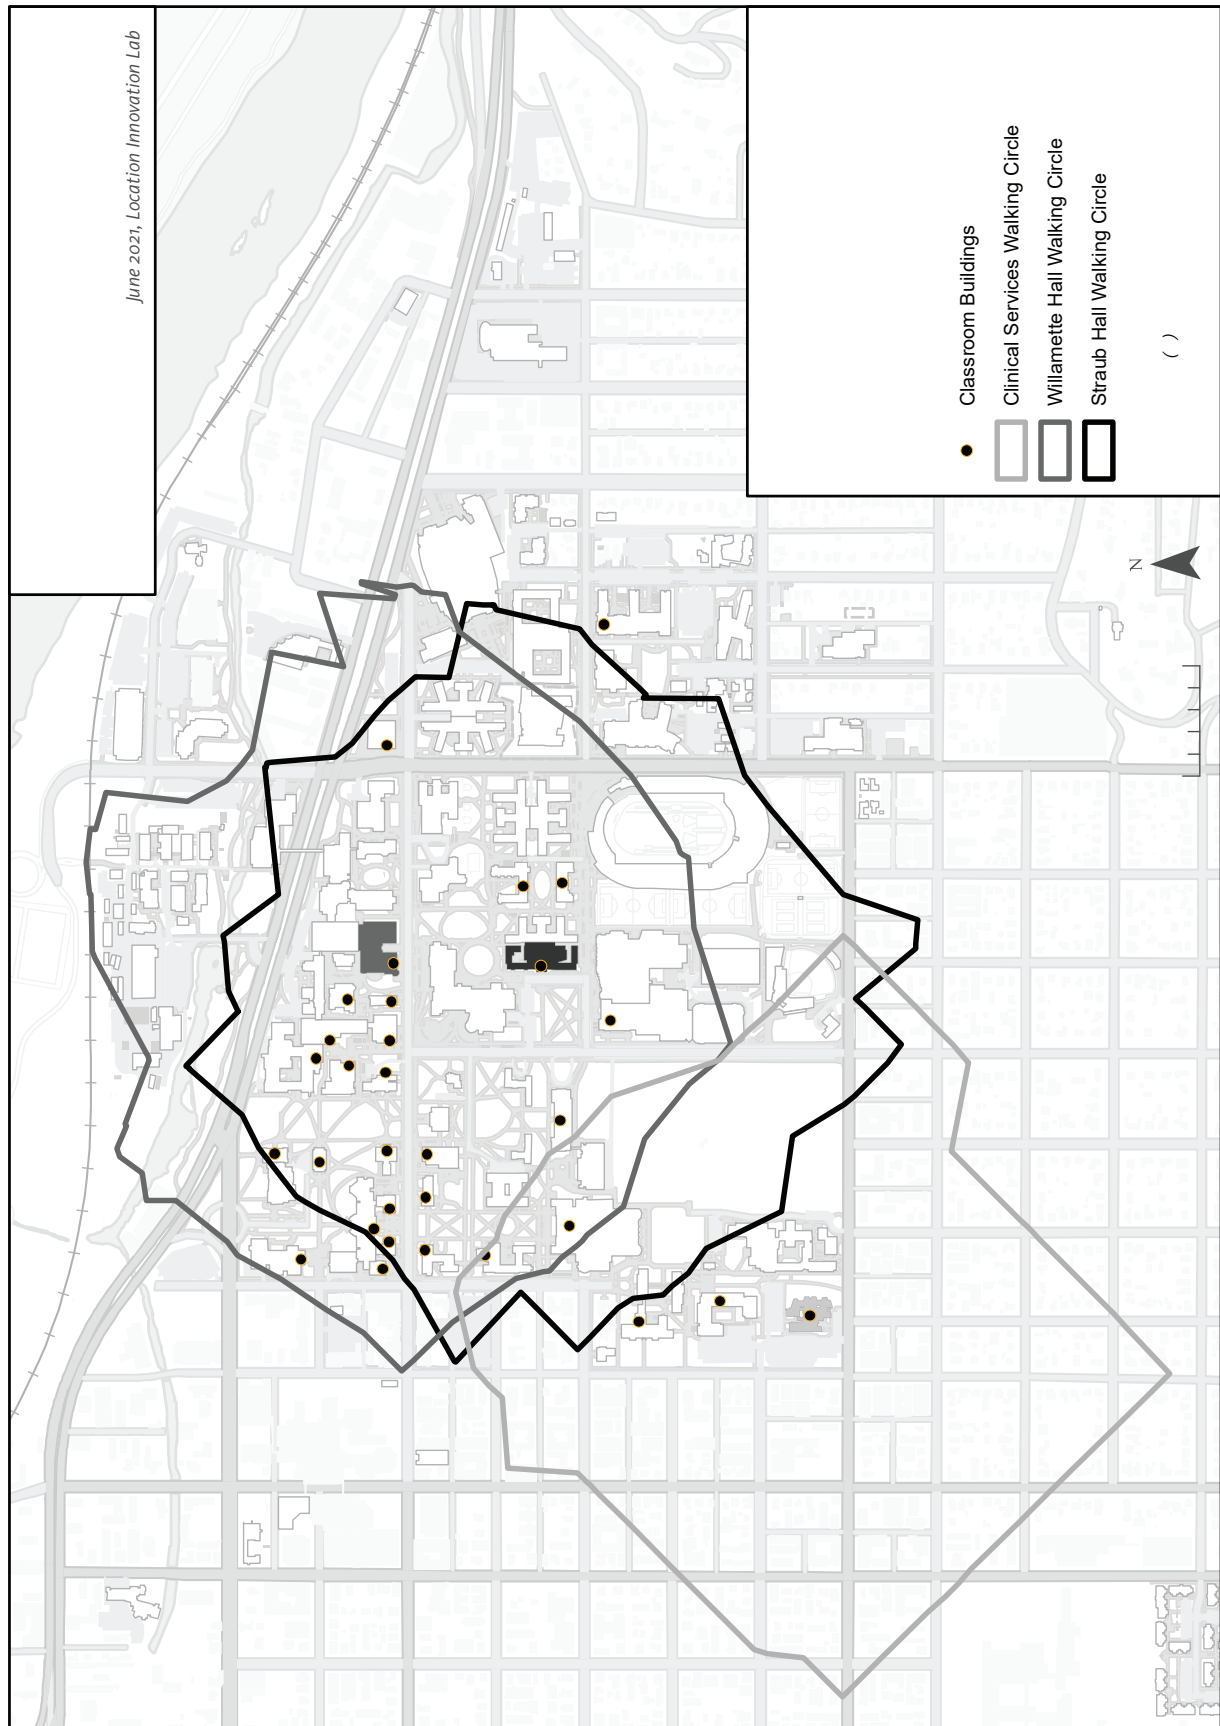 June 2021, Location Innovation Lab
Classroom Buildings
Clinical Services Walking Circle
Willamette Hall Walking Circle
Straub Hall Walking Circle
( )
N